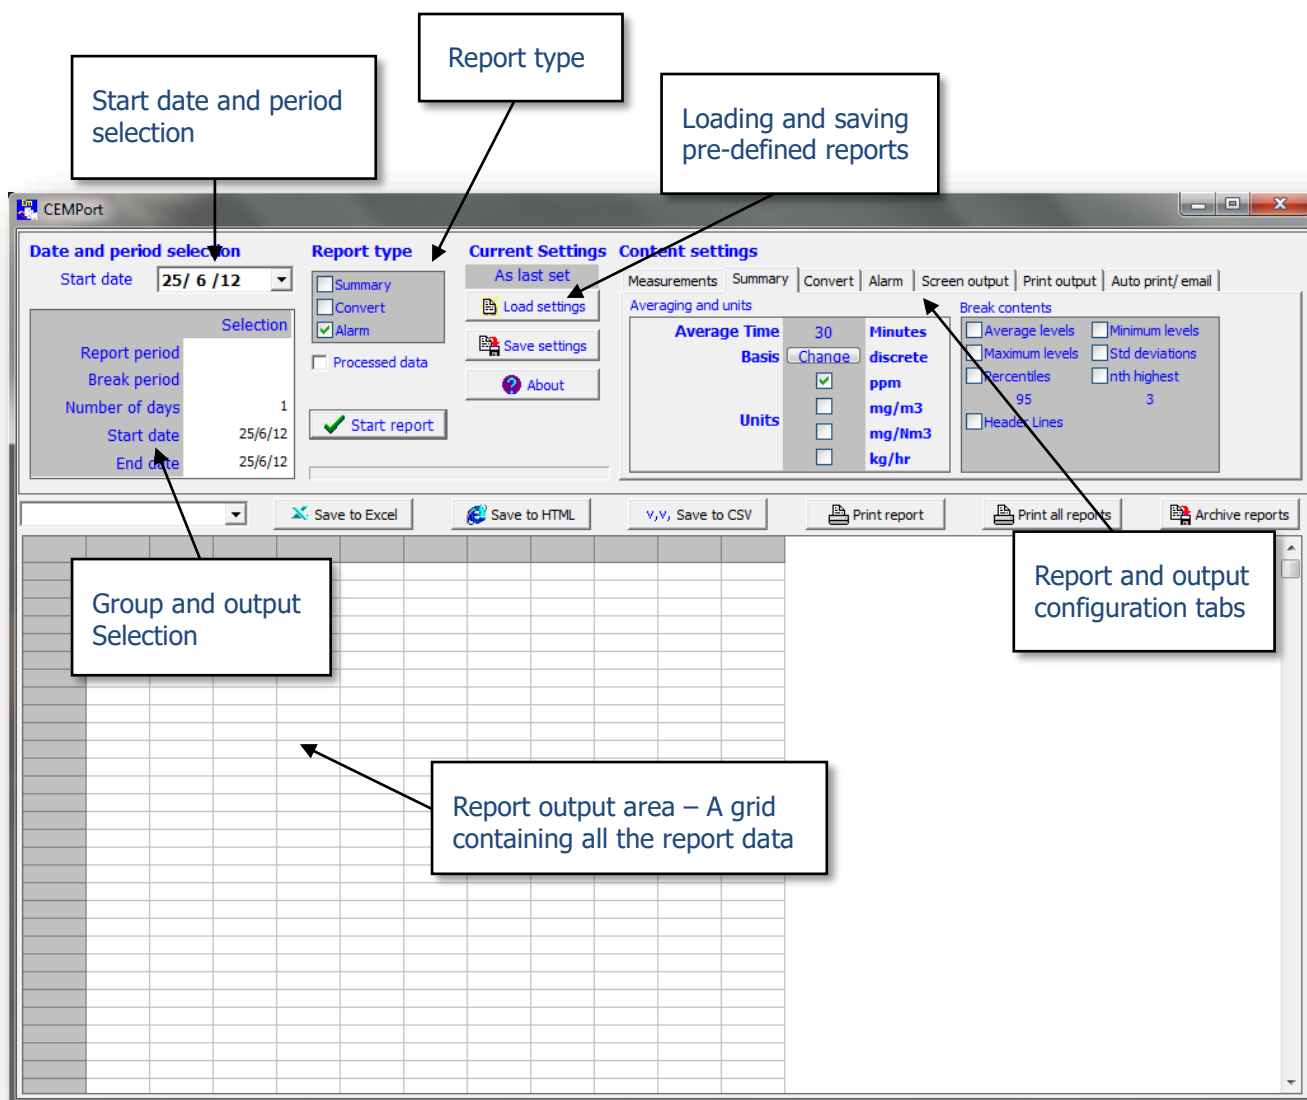 Report type
Start date and period
selection
Loading and saving
pre-defined reports
CEMPort
Date and period selection
Start date 25/ 6 /12
Selection
Report period
Break period
Number of days 1
Start date 25/6/12
End date 25/6/12
Report type
Summary
Convert
Alarm
Processed data
Start report
Current Settings
As last set
Load settings
Save settings
About
Content settings
Measurements Summary Convert Alarm Screen output Print output Auto print/ email
Averaging and units
Average Time 30 Minutes
Basis Change discrete
Units
ppm
mg/m3
mg/Nm3
kg/hr
Break contents
Average levels Minimum levels
Maximum levels Std deviations
Percentiles nth highest
95 3
Header Lines
Save to Excel Save to HTML v,v, Save to CSV Print report Print all reports Archive reports
Group and output
Selection
Report and output
configuration tabs
Report output area – A grid
containing all the report data